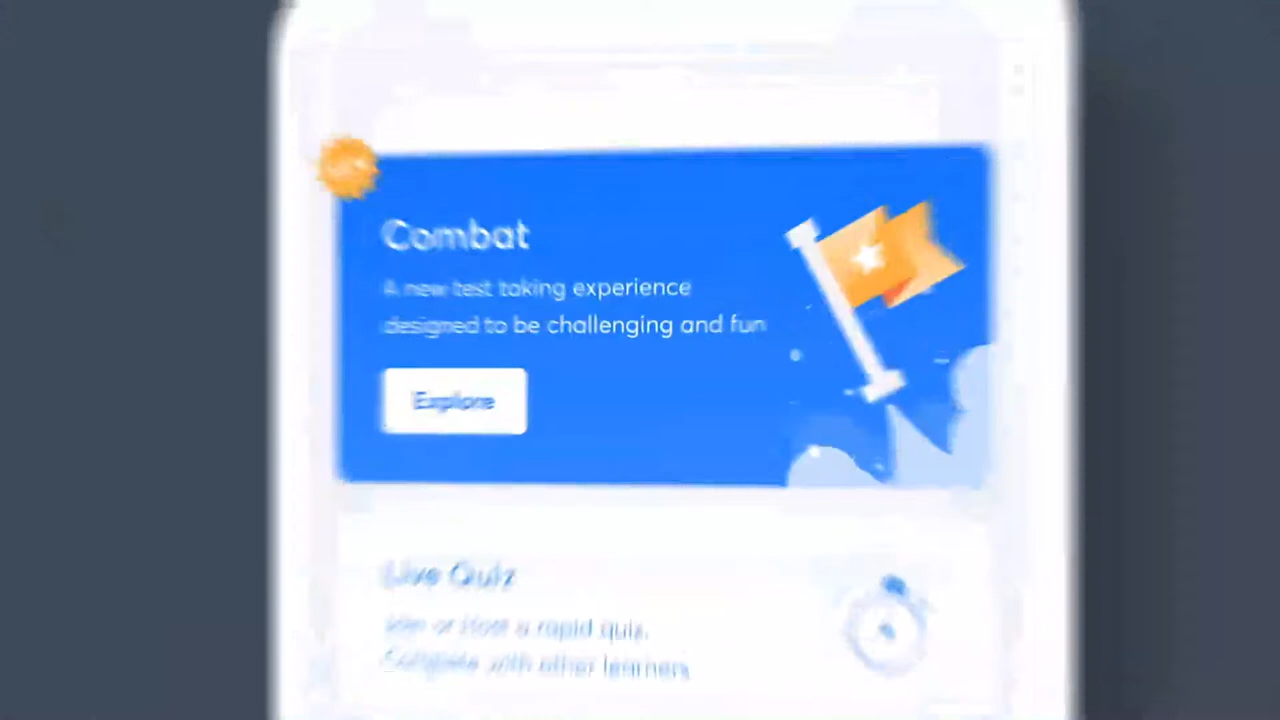 Combat
A new test taking experience
designed to be challenging and fun
Explore
Live Quiz
Join or Host a rapid quiz.
Compete with other learners